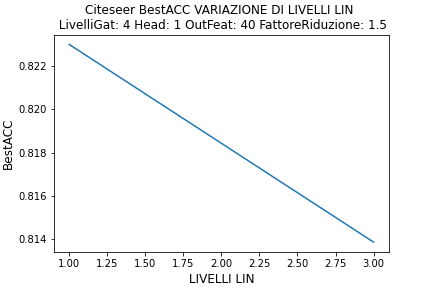 Citeseer BestACC VARIAZIONE DI LIVELLI LIN
LivelliGat: 4 Head: 1 OutFeat: 40 FattoreRiduzione: 1.5
0.822
0.820
0.818
0.816
0.814
BestACC
1.00 1.25 1.50 1.75 2.00 2.25 2.50 2.75 3.00
LIVELLI LIN